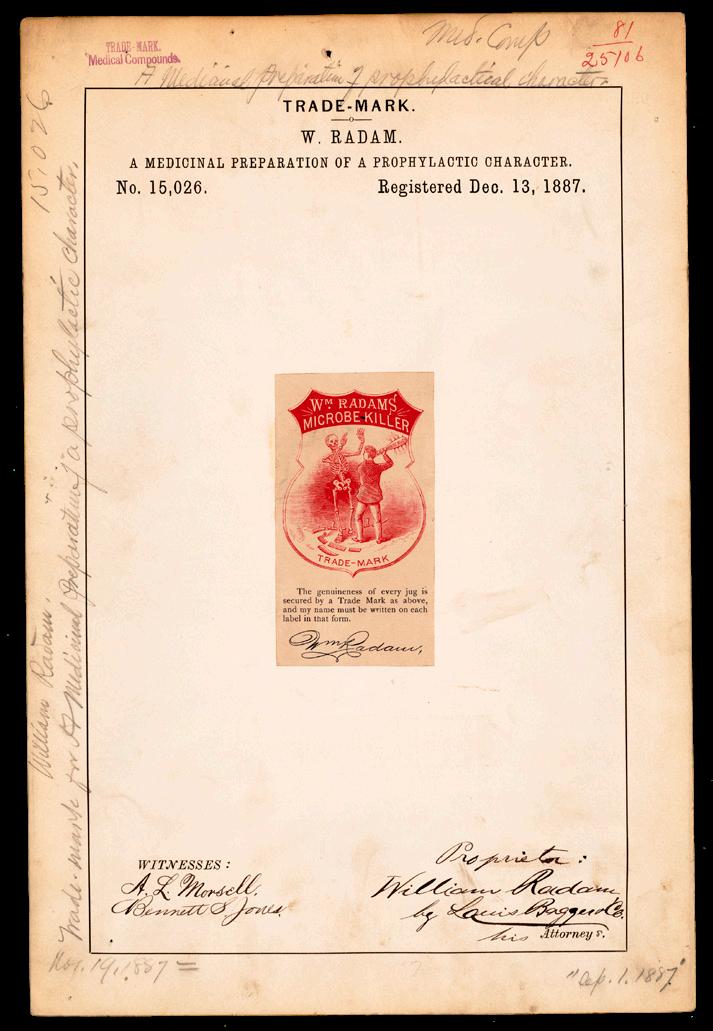 TRADE-MARK.
Medical Compounds.
Med. Comp
81
25106
A Medicinal Preparation of prophylactical character.
TRADE-MARK.
W. RADAM.
A MEDICINAL PREPARATION OF A PROPHYLACTIC CHARACTER.
No. 15,026. Registered Dec. 13, 1887.
15,026
William Radam.
Trade-mark for A Medicinal Preparation of a prophylactic character.
WM RADAMS
MICROBE KILLER
TRADE-MARK
The genuineness of every jug is
secured by a Trade Mark as above,
and my name must be written on each
label in that form.
Wm Radam,
WITNESSES:
A. L. Morsell.
Bennett S Jones.
Proprietor:
William Radam
by Louis Bagger & Co.
his Attorneys.
Nov. 19, 1887 =
1. 1887"